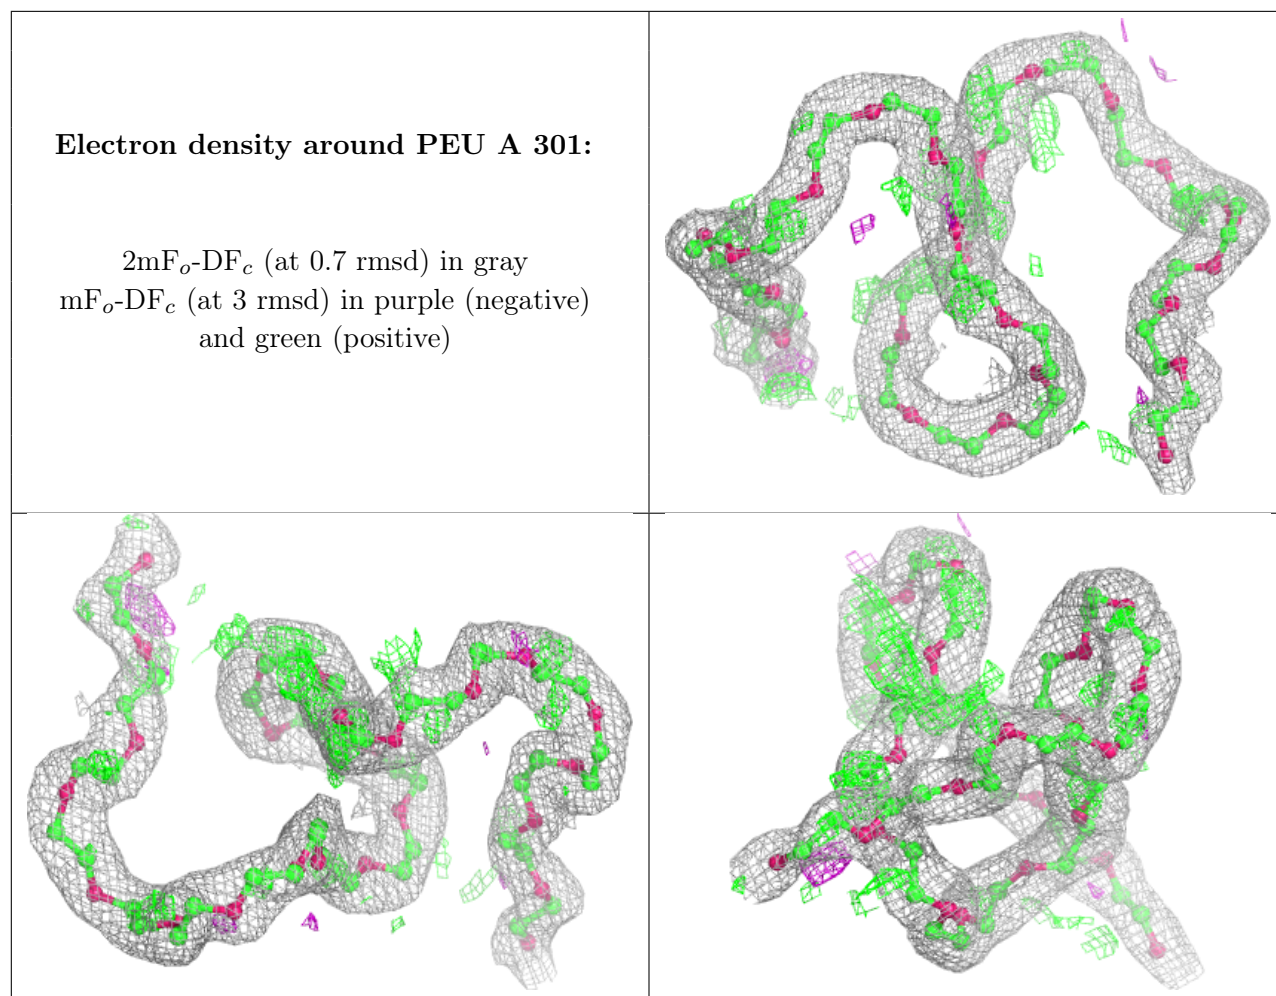 Electron density around PEU A 301:
2mFo-DFc (at 0.7 rmsd) in gray
mFo-DFc (at 3 rmsd) in purple (negative)
and green (positive)